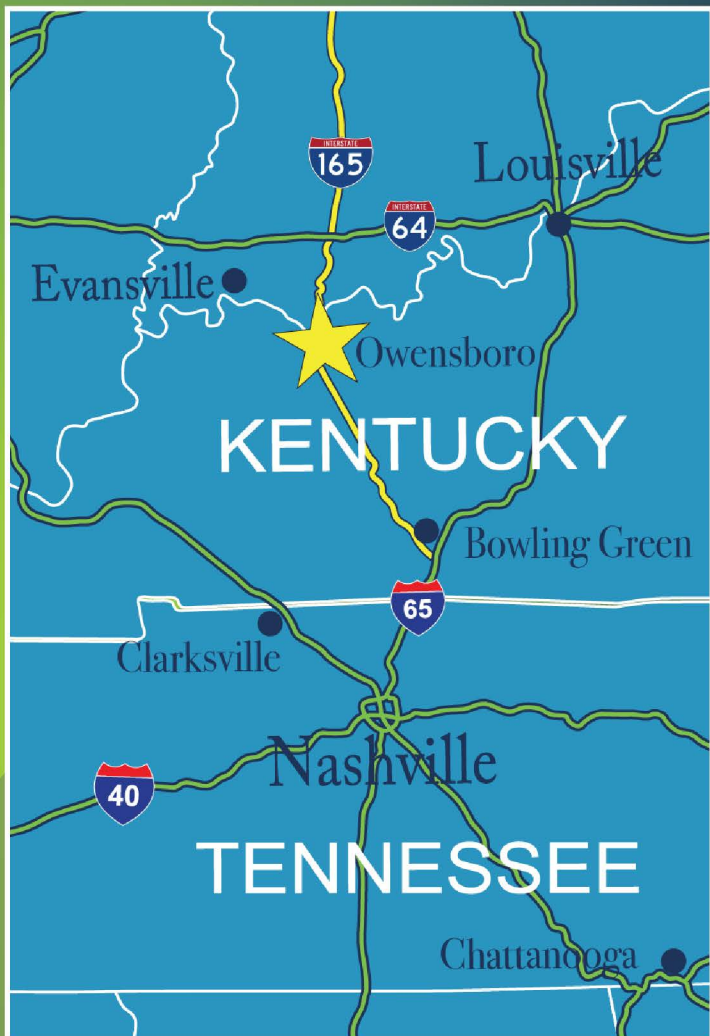 INTERSTATE
165
Louisville
INTERSTATE
64
Evansville
Owensboro
KENTUCKY
Bowling Green
65
Clarksville
Nashville
40
TENNESSEE
Chattanooga